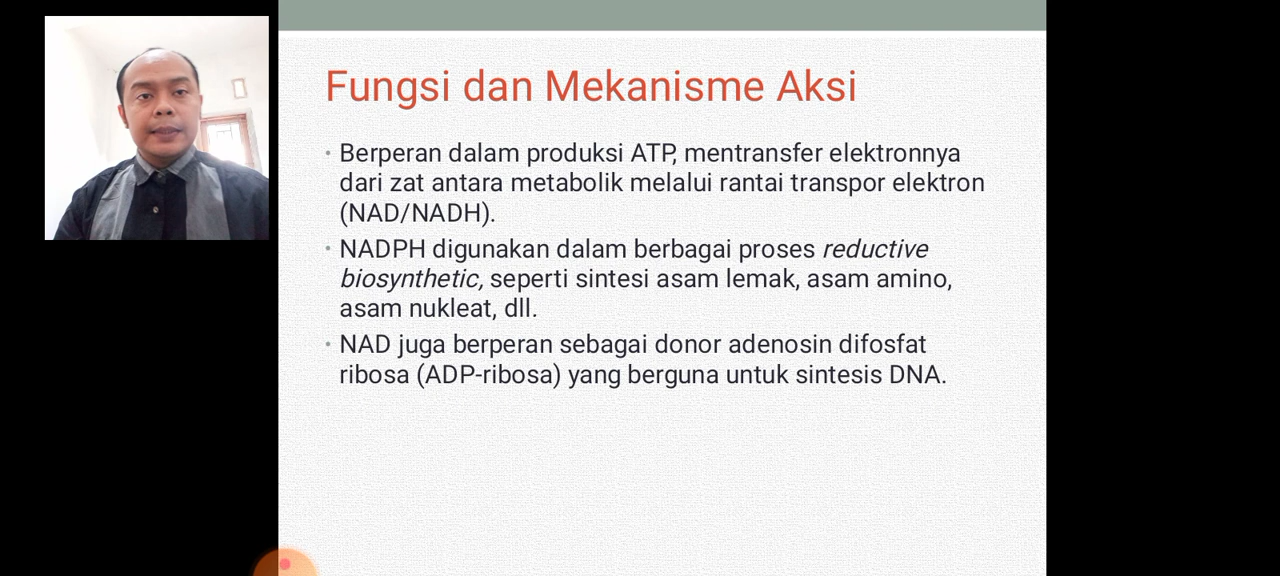 Fungsi dan Mekanisme Aksi
• Berperan dalam produksi ATP, mentransfer elektronnya
dari zat antara metabolik melalui rantai transpor elektron
(NAD/NADH).
• NADPH digunakan dalam berbagai proses reductive
biosynthetic, seperti sintesi asam lemak, asam amino,
asam nukleat, dll.
• NAD juga berperan sebagai donor adenosin difosfat
ribosa (ADP-ribosa) yang berguna untuk sintesis DNA.